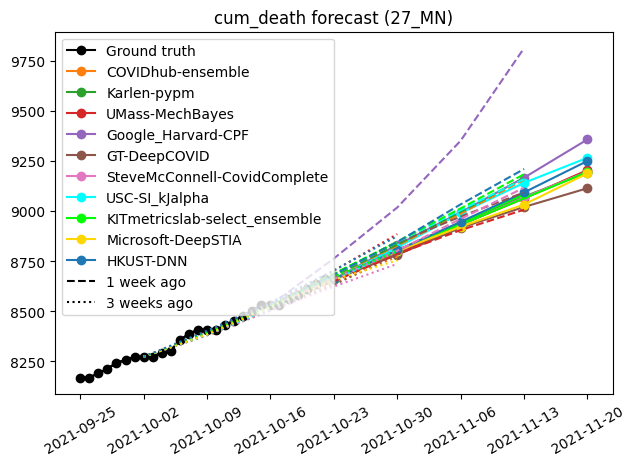 cum_death forecast (27_MN)
9750
9500
9250
9000
8750
8500
8250
Ground truth
COVIDhub-ensemble
Karlen-pypm
UMass-MechBayes
Google_Harvard-CPF
GT-DeepCOVID
SteveMcConnell-CovidComplete
USC-SI_kJalpha
KITmetricslab-select_ensemble
Microsoft-DeepSTIA
HKUST-DNN
1 week ago
3 weeks ago
2021-09-25
2021-10-02
2021-10-09
2021-10-16
2021-10-23
2021-10-30
2021-11-06
2021-11-13
2021-11-20